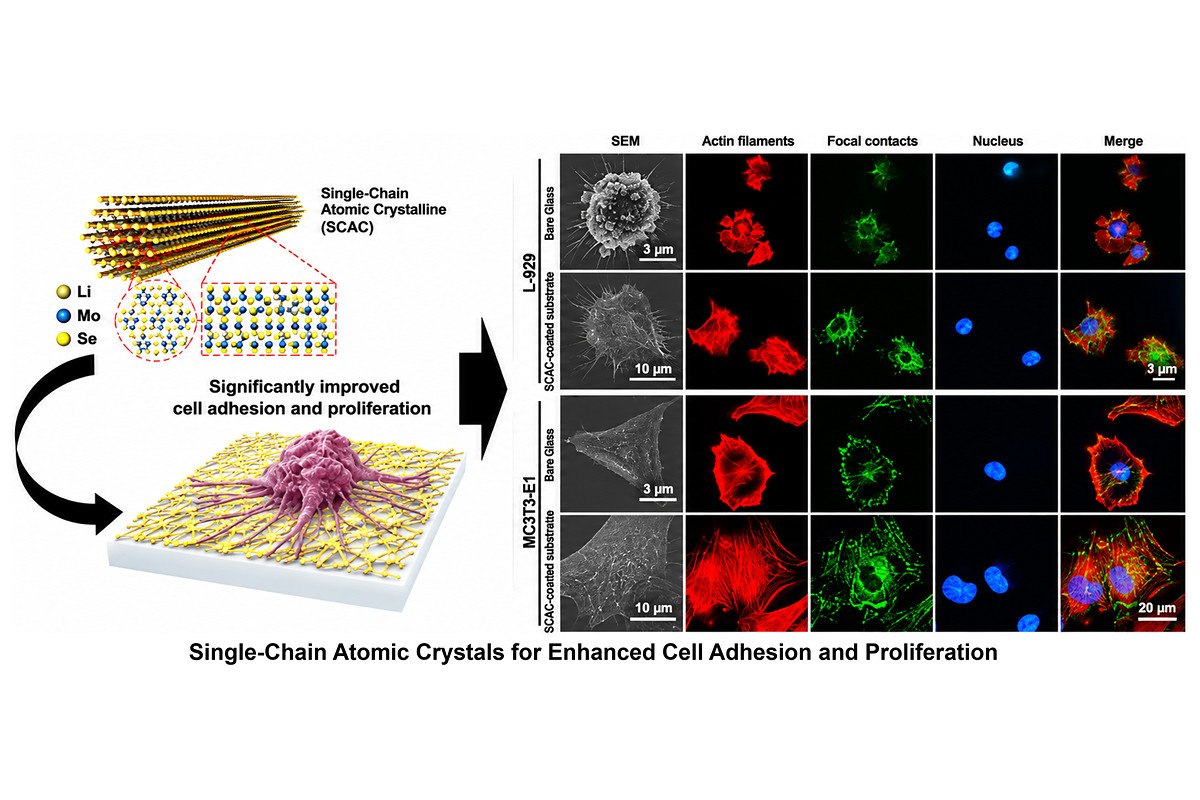 Single-Chain
Atomic Crystalline
(SCAC)
Li
Mo
Se
Significantly improved
cell adhesion and proliferation
SEM
Actin filaments
Focal contacts
Nucleus
Merge
L-929
Bare Glass
3 μm
SCAC-coated substrate
10 μm
3 μm
MC3T3-E1
Bare Glass
3 μm
SCAC-coated substratte
10 μm
20 μm
Single-Chain Atomic Crystals for Enhanced Cell Adhesion and Proliferation